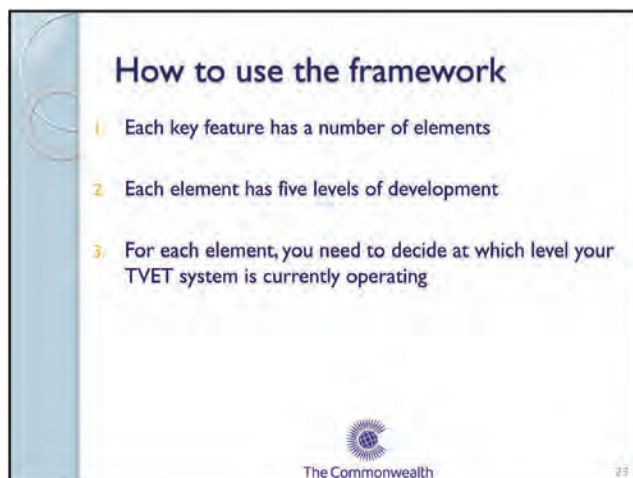 How to use the framework
1. Each key feature has a number of elements
2. Each element has five levels of development
3. For each element, you need to decide at which level your
TVET system is currently operating
The Commonwealth
23